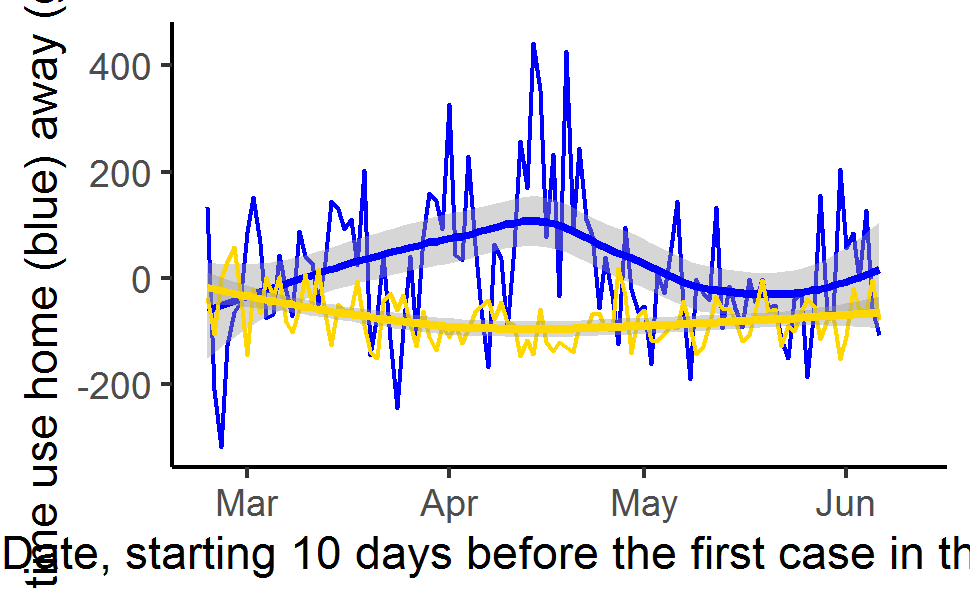 time use home (blue) away (
400
200
0
-200
Mar Apr May Jun
Date, starting 10 days before the first case in th